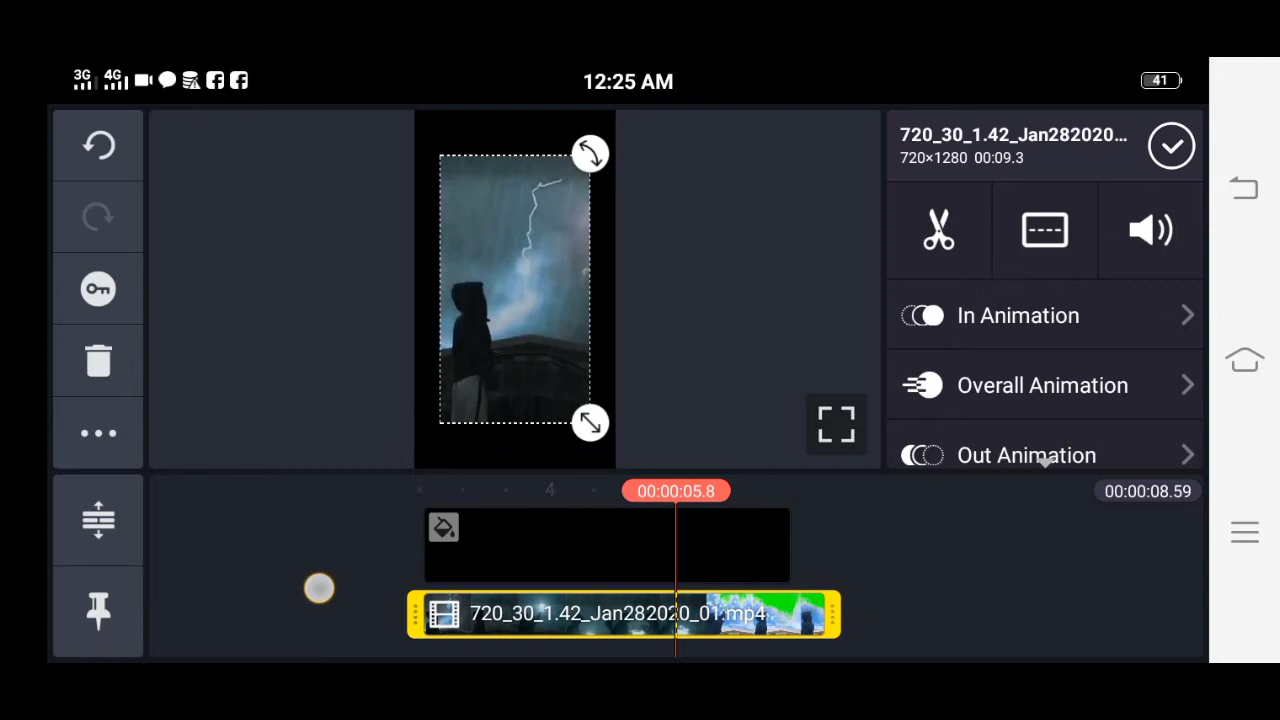 3G 4G 12:25 AM 41
720_30_1.42_Jan282020...
720×1280 00:09.3
In Animation
Overall Animation
Out Animation
4 00:00:05.8 00:00:08.59
720_30_1.42_Jan282020_01.mp4